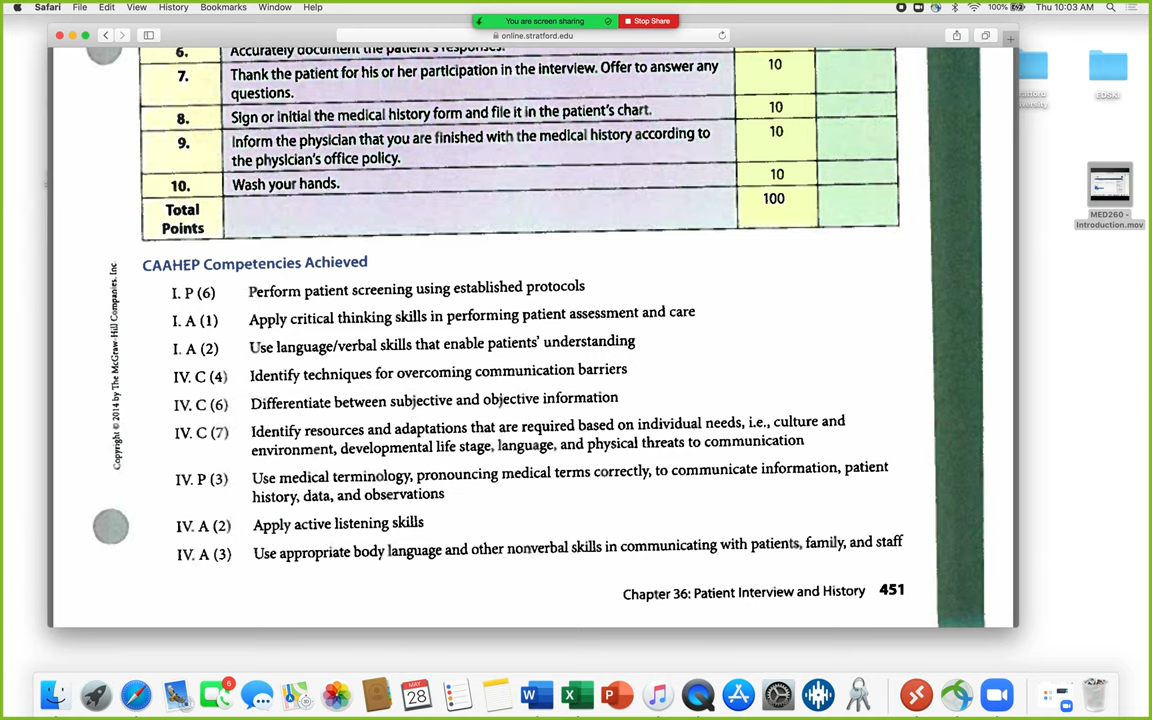 Safari File Edit View History Bookmarks Window Help
100% Thu 10:03 AM
You are screen sharing Stop Share
online.stratford.edu
6. Accurately document the patient's responses.
7. Thank the patient for his or her participation in the interview. Offer to answer any 10
questions.
8. Sign or initial the medical history form and file it in the patient's chart. 10
9. Inform the physician that you are finished with the medical history according to 10
the physician's office policy.
10. Wash your hands. 10
Total 100
Points
CAAHEP Competencies Achieved
I. P (6) Perform patient screening using established protocols
I. A (1) Apply critical thinking skills in performing patient assessment and care
I. A (2) Use language/verbal skills that enable patients' understanding
IV. C (4) Identify techniques for overcoming communication barriers
IV. C (6) Differentiate between subjective and objective information
IV. C (7) Identify resources and adaptations that are required based on individual needs, i.e., culture and
environment, developmental life stage, language, and physical threats to communication
IV. P (3) Use medical terminology, pronouncing medical terms correctly, to communicate information, patient
history, data, and observations
IV. A (2) Apply active listening skills
IV. A (3) Use appropriate body language and other nonverbal skills in communicating with patients, family, and staff
Chapter 36: Patient Interview and History 451
Copyright © 2014 by The McGraw-Hill Companies, Inc
EDSKI
MED260 -
Introduction.mov
6
MAY
28